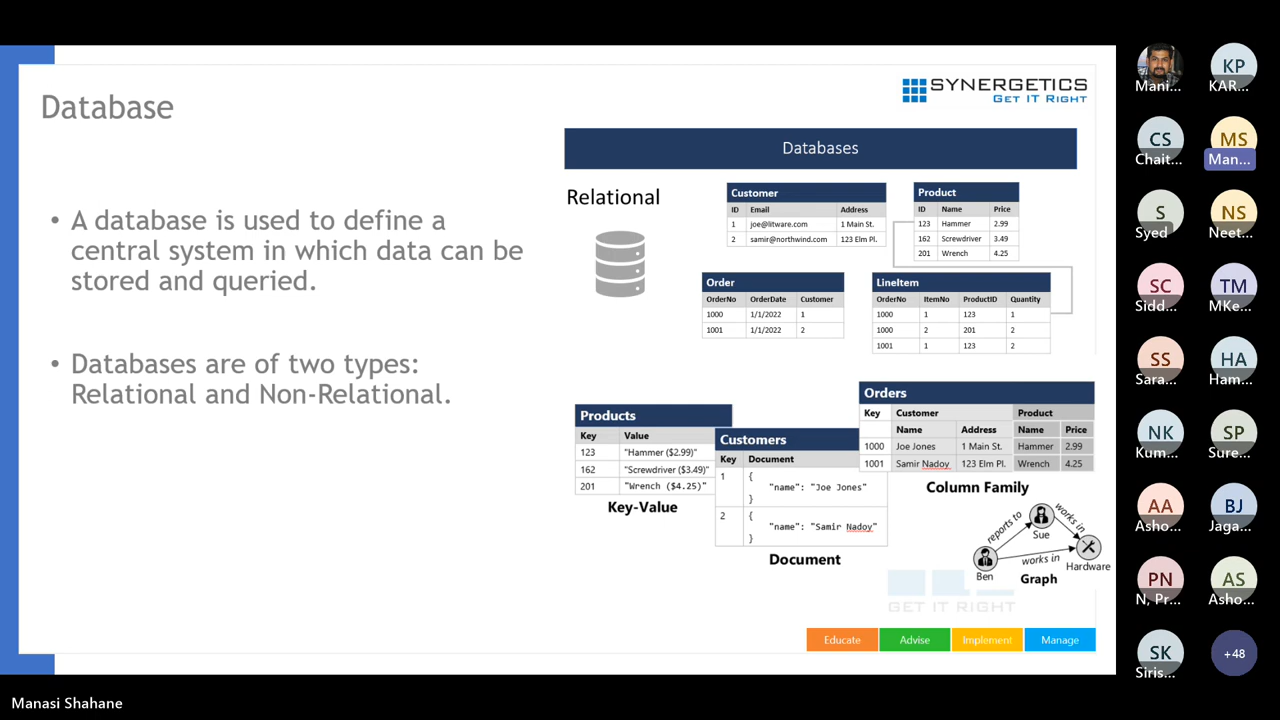 SYNERGETICS
GET IT RIGHT
Database
Databases
• A database is used to define a
central system in which data can be
stored and queried.
• Databases are of two types:
Relational and Non-Relational.
Relational
Customer
ID Email Address
1 joe@litware.com 1 Main St.
2 samir@northwind.com 123 Elm Pl.
Product
ID Name Price
123 Hammer 2.99
162 Screwdriver 3.49
201 Wrench 4.25
Order
OrderNo OrderDate Customer
1000 1/1/2022 1
1001 1/1/2022 2
LineItem
OrderNo ItemNo ProductID Quantity
1000 1 123 1
1000 2 201 2
1001 1 123 2
Products
Key Value
123 "Hammer ($2.99)"
162 "Screwdriver ($3.49)"
201 "Wrench ($4.25)"
Key-Value
Customers
Key Document
1 {
"name": "Joe Jones"
}
2 {
"name": "Samir Nadoy"
}
Document
Orders
Key Customer Product
Name Address Name Price
1000 Joe Jones 1 Main St. Hammer 2.99
1001 Samir Nadoy 123 Elm Pl. Wrench 4.25
Column Family
reports to
works in
Sue
works in
Ben
Hardware
Graph
GET IT RIGHT
Educate Advise Implement Manage
Mani...
KP
KAR...
CS
Chait...
MS
Man...
S
Syed
NS
Neet...
SC
Sidd...
TM
MKe...
SS
Sara...
HA
Ham...
NK
Kum...
SP
Sure...
AA
Asho...
BJ
Jaga...
PN
N, Pr...
AS
Asho...
SK
Siris...
+48
Manasi Shahane